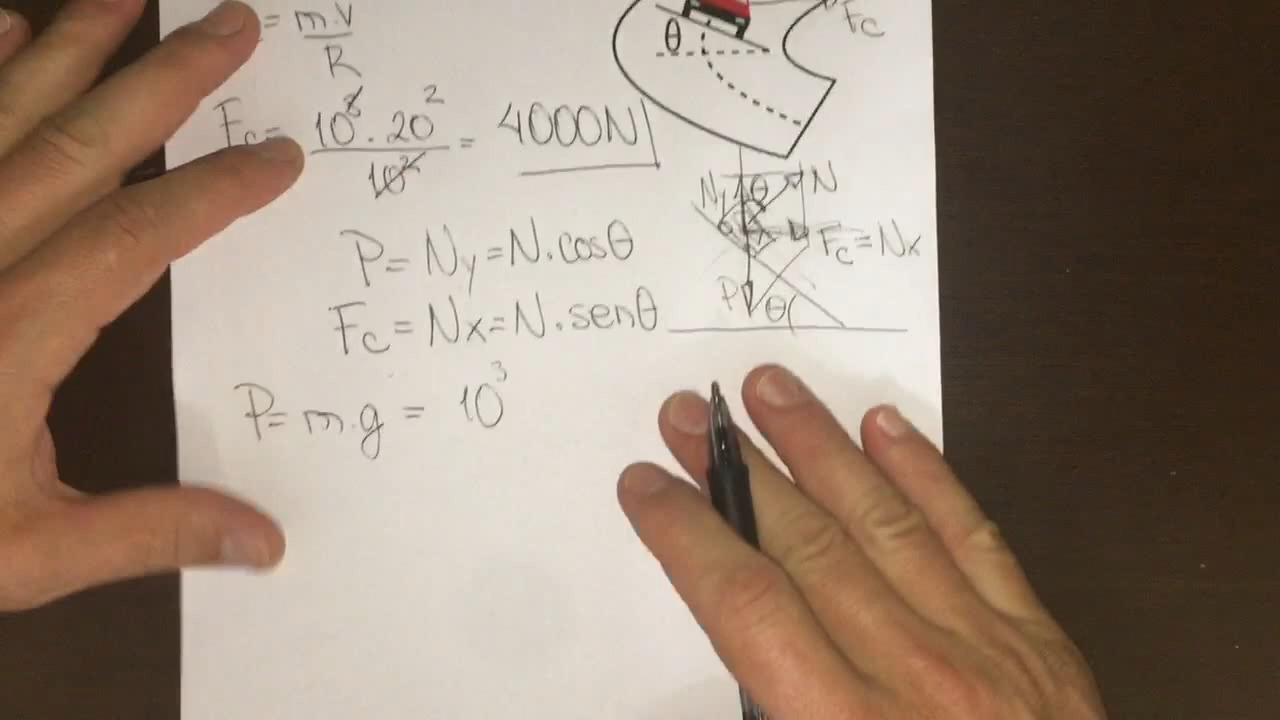 = m.V
R
θ
Fc
Fc= 10³.20² = 4000N
10²
N
θ
P= Ny=N.cosθ
Fc=Nx
Fc=Nx=N.senθ
P
θ
P= m.g = 10³